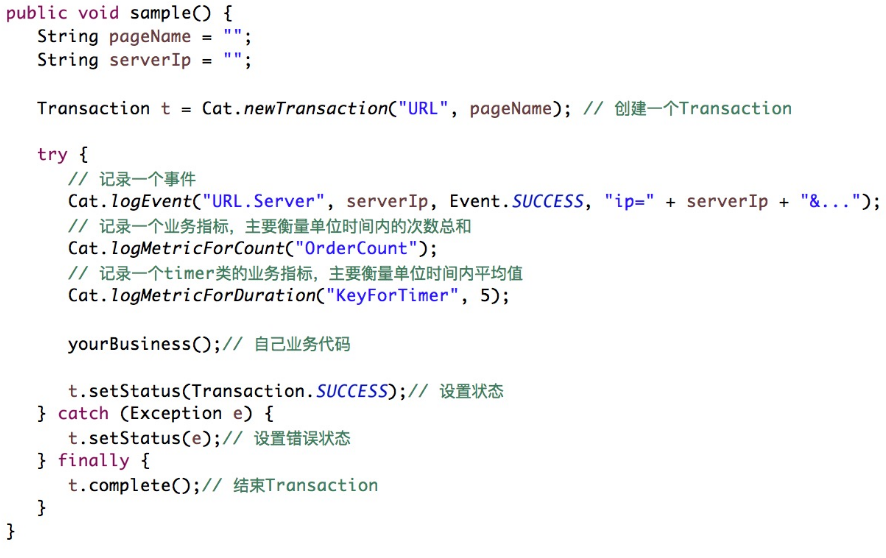 public void sample() {
String pageName = "";
String serverIp = "";
Transaction t = Cat.newTransaction("URL", pageName); // 创建一个Transaction
try {
// 记录一个事件
Cat.logEvent("URL.Server", serverIp, Event.SUCCESS, "ip=" + serverIp + "&...");
// 记录一个业务指标，主要衡量单位时间内的次数总和
Cat.logMetricForCount("OrderCount");
// 记录一个timer类的业务指标，主要衡量单位时间内平均值
Cat.logMetricForDuration("KeyForTimer", 5);
yourBusiness();// 自己业务代码
t.setStatus(Transaction.SUCCESS);// 设置状态
} catch (Exception e) {
t.setStatus(e);// 设置错误状态
} finally {
t.complete();// 结束Transaction
}
}